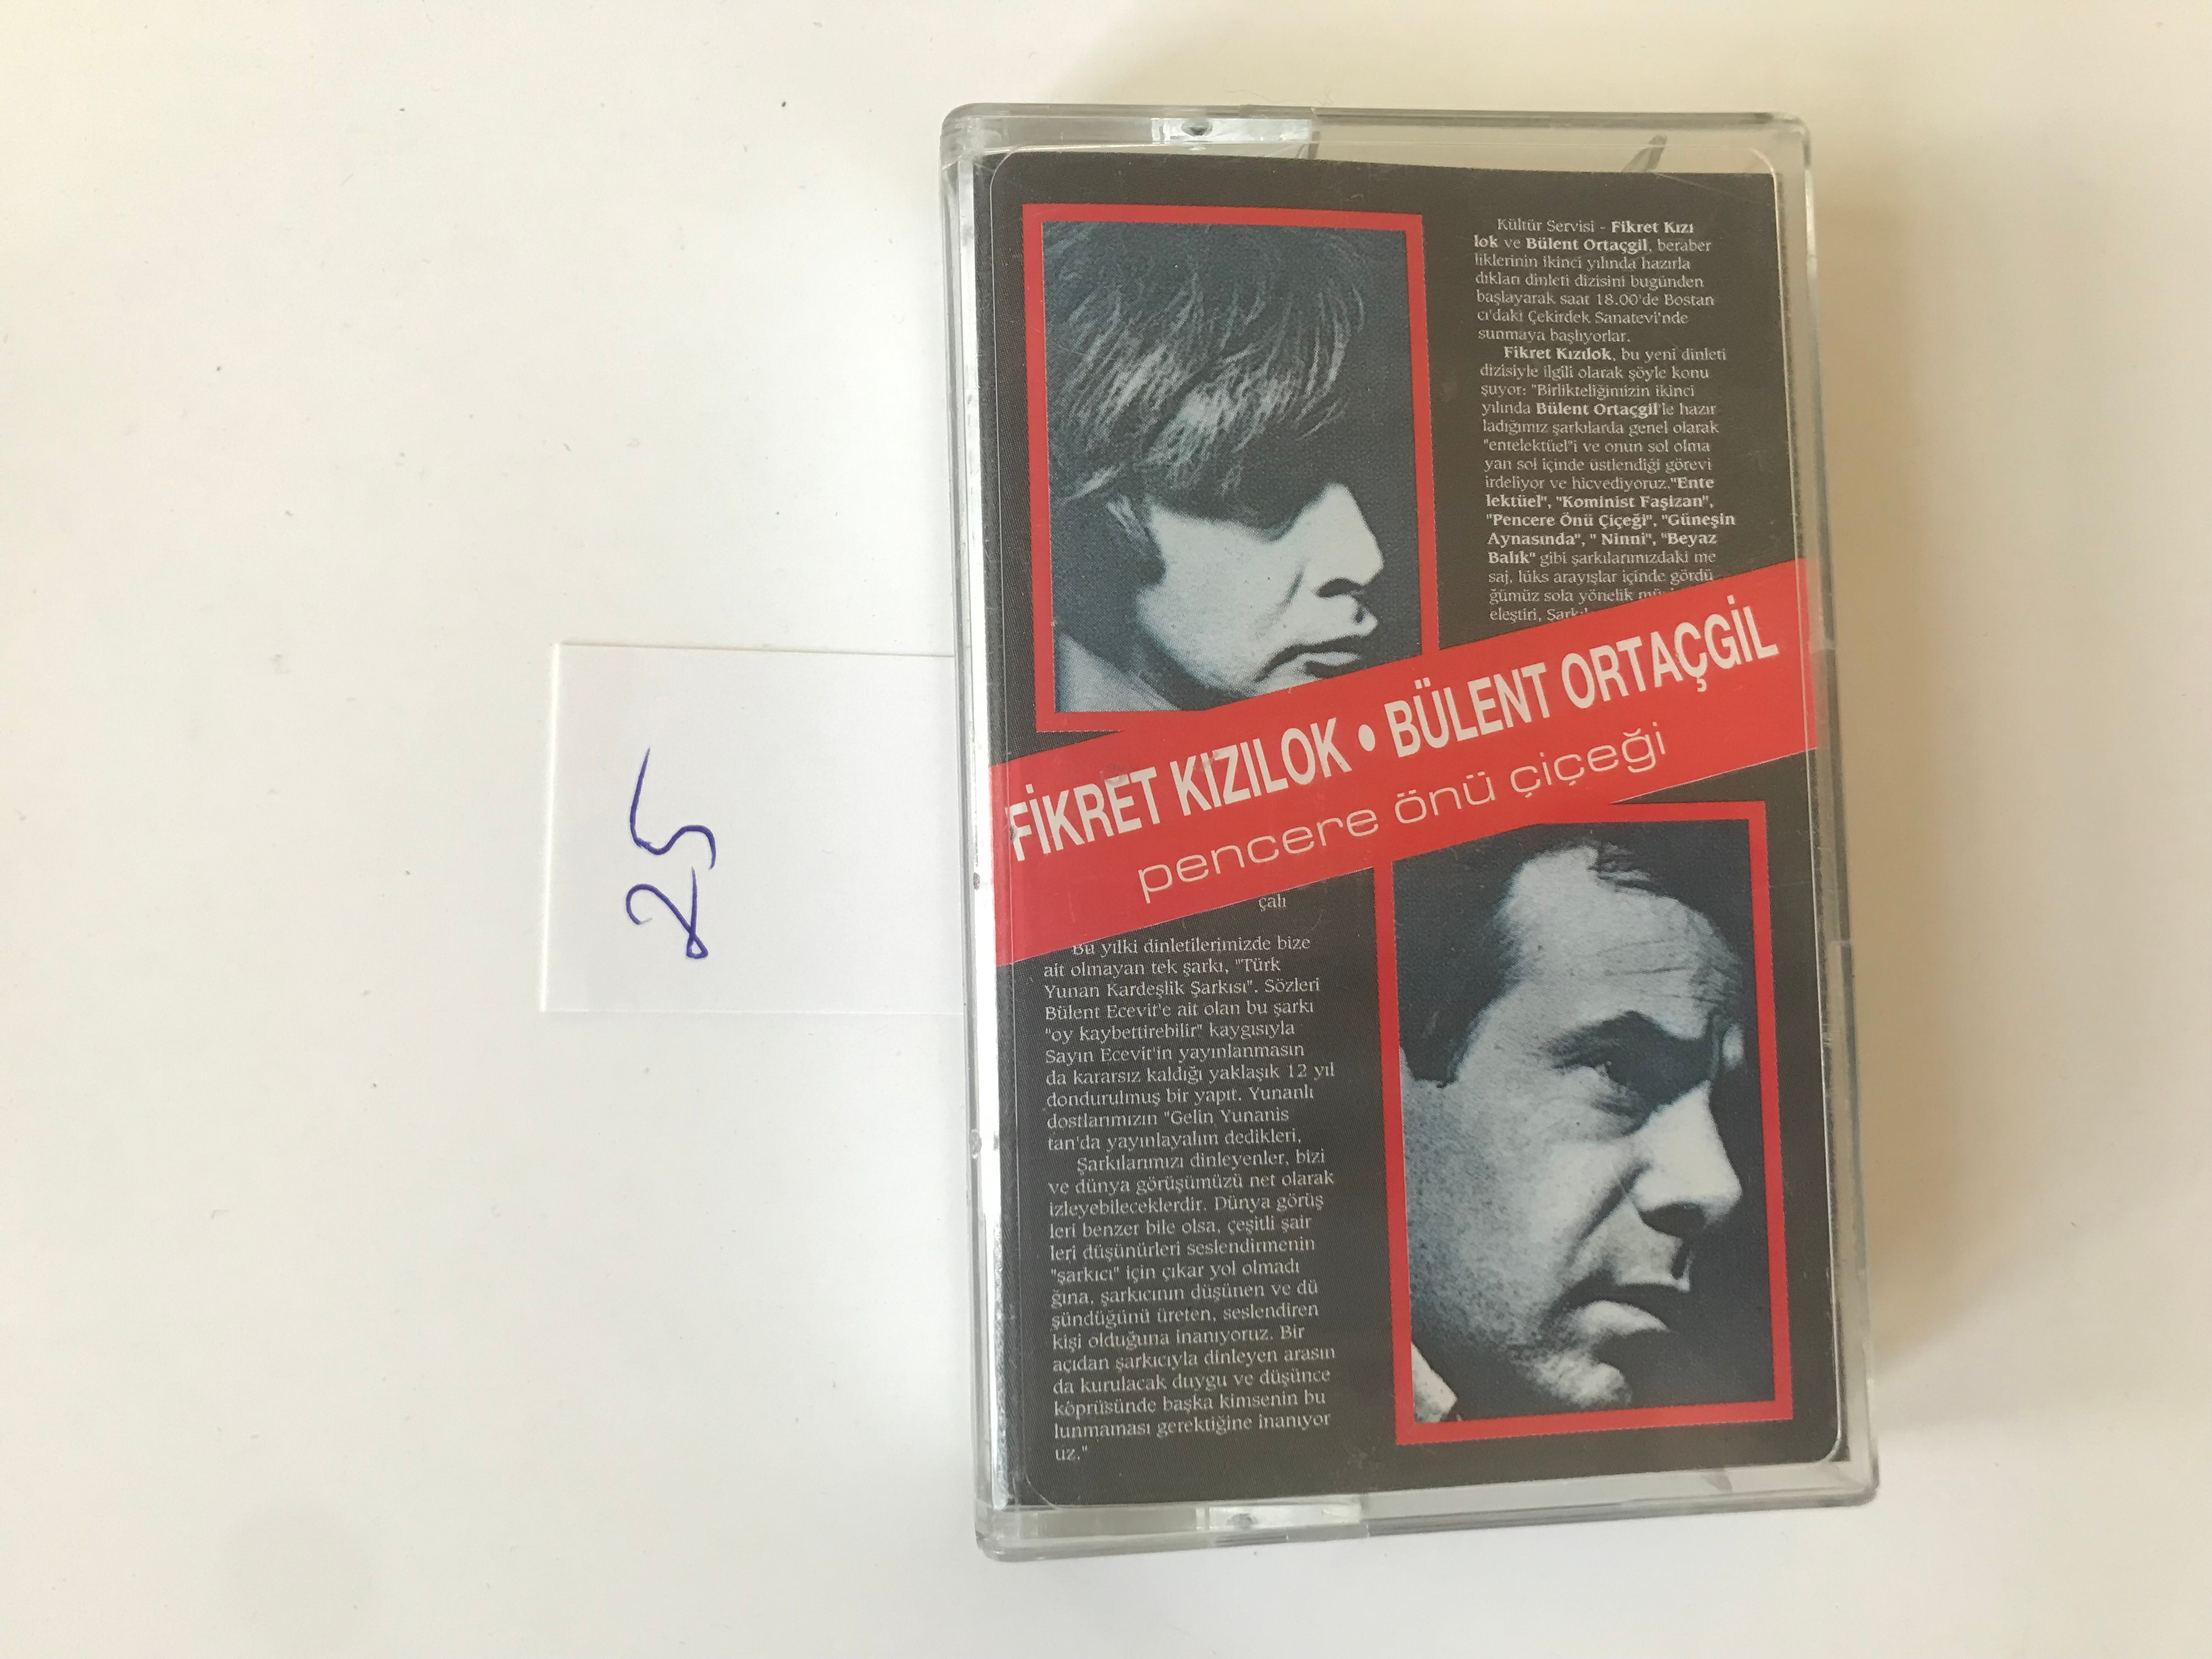 25
Kültür Servisi - Fikret Kızı
lok ve Bülent Ortaçgil, beraber
liklerinin ikinci yılında hazırla
dıkları dinleti dizisini bugünden
başlayarak saat 18.00'de Bostan
cı'daki Çekirdek Sanatevi'nde
sunmaya başlıyorlar.
Fikret Kızılok, bu yeni dinleti
dizisiyle ilgili olarak şöyle konu
şuyor: "Birlikteliğimizin ikinci
yılında Bülent Ortaçgil'le hazır
ladığımız şarkılarda genel olarak
"entelektüel"i ve onun sol olma
yan sol içinde üstlendiği görevi
irdeliyor ve hicvediyoruz."Ente
lektüel", "Kominist Faşizan",
"Pencere Önü Çiçeği", "Güneşin
Aynasında", " Ninni", "Beyaz
Balık" gibi şarkılarımızdaki me
saj, lüks arayışlar içinde gördü
ğümüz sola yönelik
eleştiri,
FİKRET KIZILOK • BÜLENT ORTAÇGİL
pencere önü çiçeği
çalı
Bu yılki dinletilerimizde bize
ait olmayan tek şarkı, "Türk
Yunan Kardeşlik Şarkısı". Sözleri
Bülent Ecevit'e ait olan bu şarkı
"oy kaybettirebilir" kaygısıyla
Sayın Ecevit'in yayınlanmasın
da kararsız kaldığı yaklaşık 12 yıl
dondurulmuş bir yapıt. Yunanlı
dostlarımızın "Gelin Yunanis
tan'da yayınlayalım dedikleri,
Şarkılarımızı dinleyenler, bizi
ve dünya görüşümüzü net olarak
izleyebileceklerdir. Dünya görüş
leri benzer bile olsa, çeşitli şair
leri düşünürleri seslendirmenin
"şarkıcı" için çıkar yol olmadı
ğına, şarkıcının düşünen ve dü
şündüğünü üreten, seslendiren
kişi olduğuna inanıyoruz. Bir
açıdan şarkıcıyla dinleyen arasın
da kurulacak duygu ve düşünce
köprüsünde başka kimsenin bu
lunmaması gerektiğine inanıyor
uz."